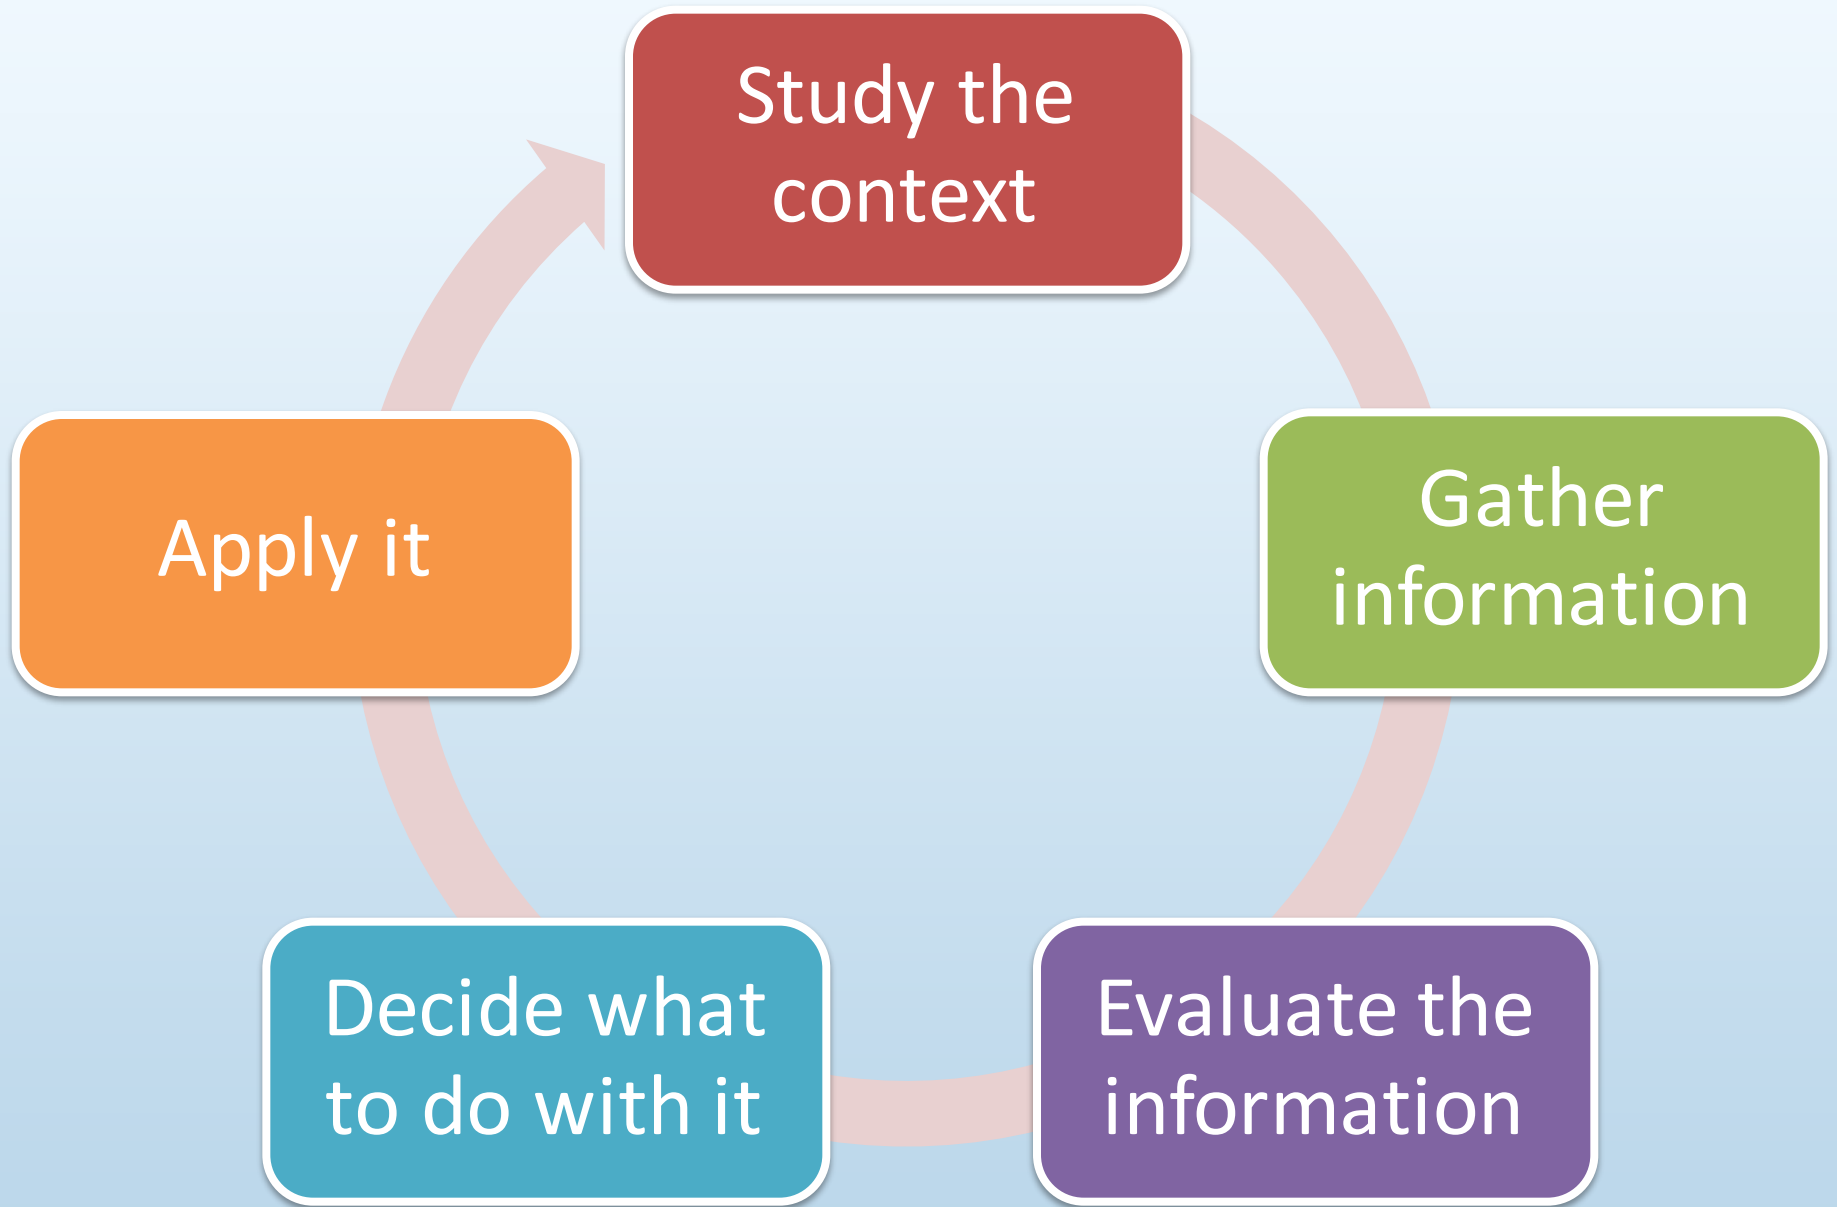 Study the
context
Gather
information
Evaluate the
information
Decide what
to do with it
Apply it